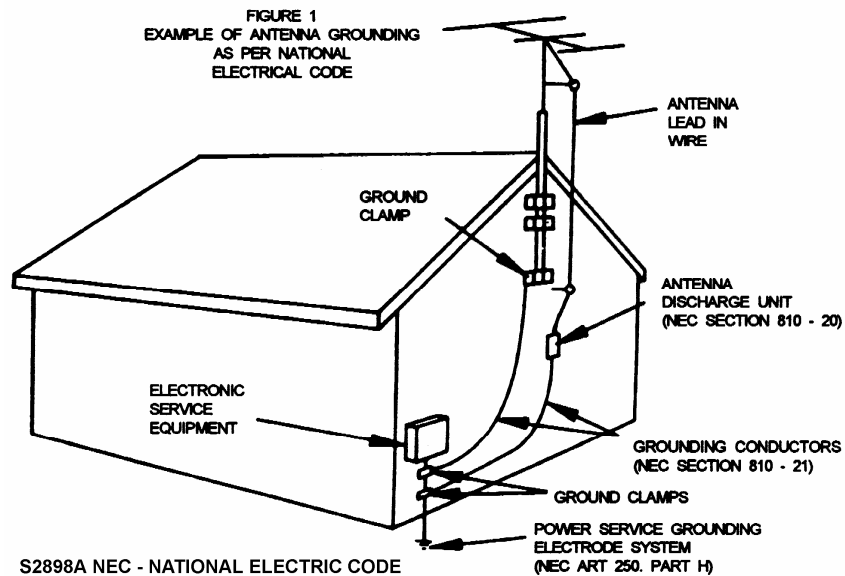 FIGURE 1
EXAMPLE OF ANTENNA GROUNDING
AS PER NATIONAL
ELECTRICAL CODE
ANTENNA
LEAD IN
WIRE
GROUND
CLAMP
ANTENNA
DISCHARGE UNIT
(NEC SECTION 810 - 20)
ELECTRONIC
SERVICE
EQUIPMENT
GROUNDING CONDUCTORS
(NEC SECTION 810 - 21)
GROUND CLAMPS
POWER SERVICE GROUNDING
ELECTRODE SYSTEM
(NEC ART 250. PART H)
S2898A NEC - NATIONAL ELECTRIC CODE